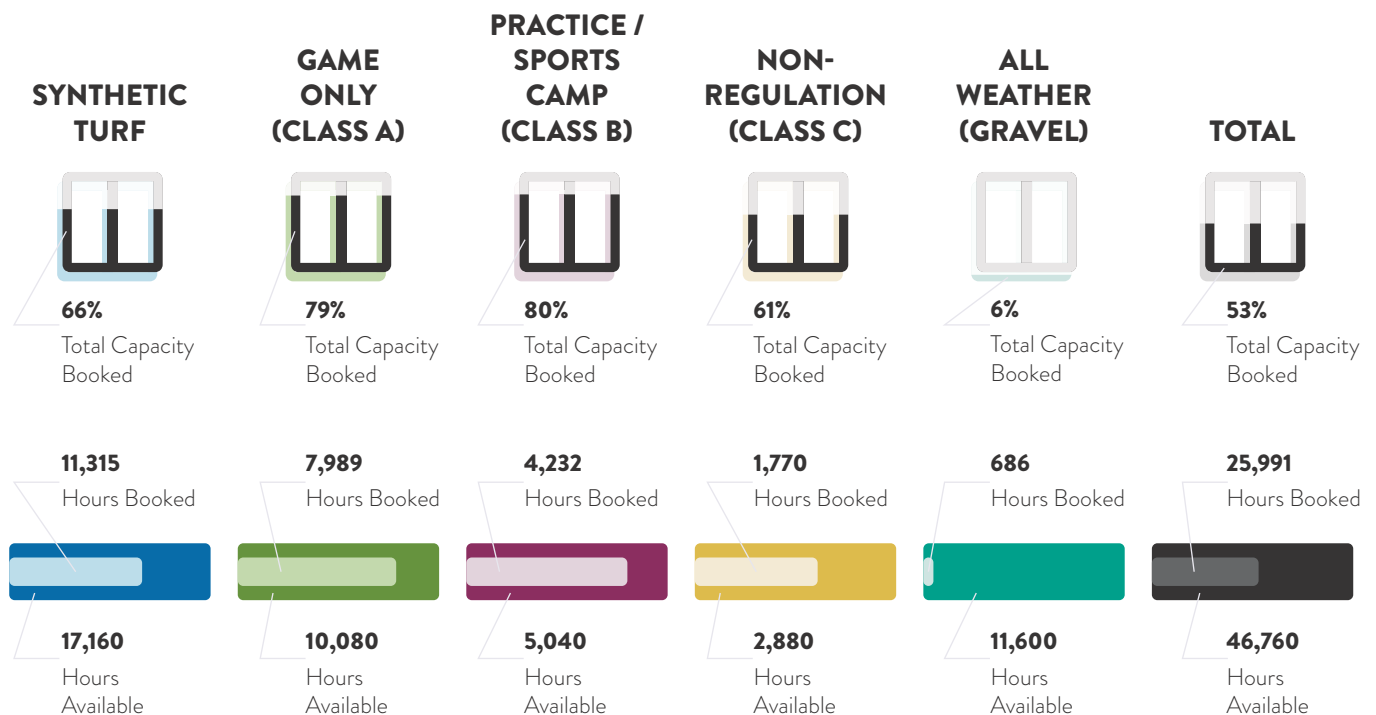 SYNTHETIC
TURF
GAME
ONLY
(CLASS A)
PRACTICE /
SPORTS
CAMP
(CLASS B)
NON-
REGULATION
(CLASS C)
ALL
WEATHER
(GRAVEL)
TOTAL
66%
Total Capacity
Booked
79%
Total Capacity
Booked
80%
Total Capacity
Booked
61%
Total Capacity
Booked
6%
Total Capacity
Booked
53%
Total Capacity
Booked
11,315
Hours Booked
7,989
Hours Booked
4,232
Hours Booked
1,770
Hours Booked
686
Hours Booked
25,991
Hours Booked
17,160
Hours
Available
10,080
Hours
Available
5,040
Hours
Available
2,880
Hours
Available
11,600
Hours
Available
46,760
Hours
Available